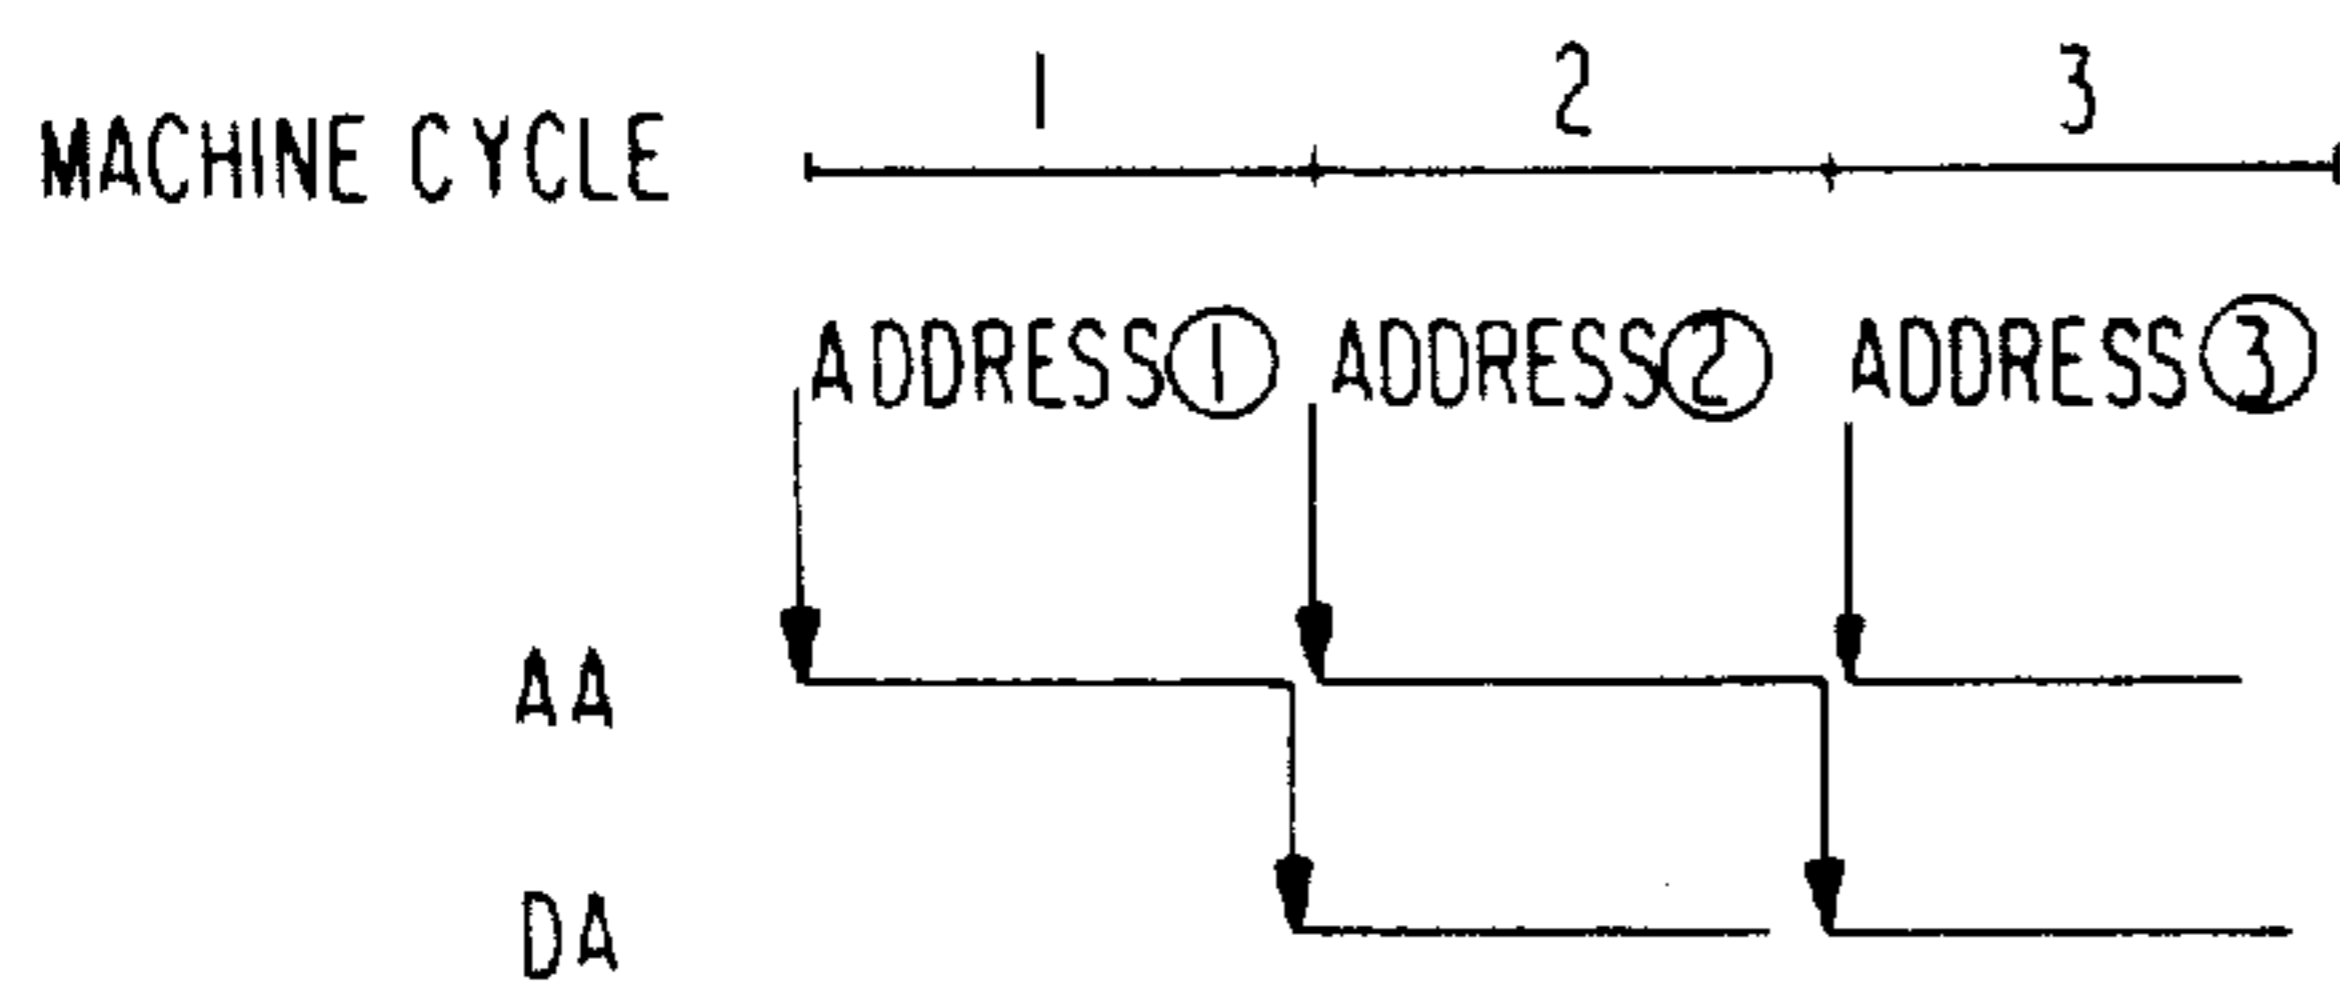 1 2 3
MACHINE CYCLE
ADDRESS① ADDRESS② ADDRESS③
AA
DA